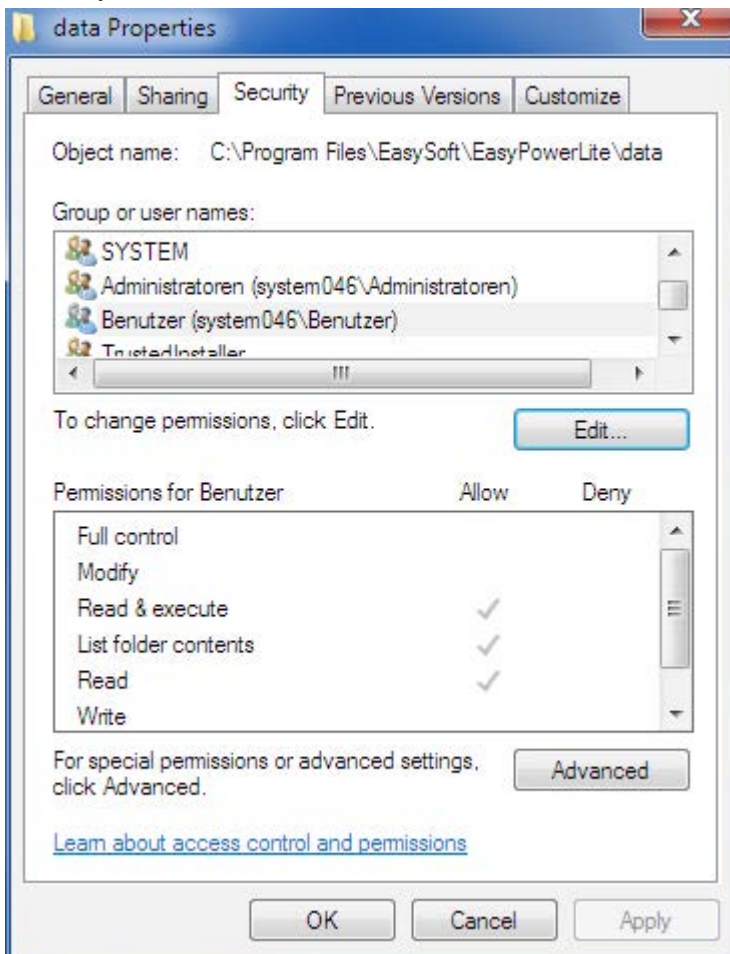 data Properties
General Sharing Security Previous Versions Customize
Object name: C:\Program Files\EasySoft\EasyPowerLite\data
Group or user names:
SYSTEM
Administratoren (system046\Administratoren)
Benutzer (system046\Benutzer)
TrustedInstaller
To change permissions, click Edit.
Edit...
Permissions for Benutzer Allow Deny
Full control
Modify
Read & execute
List folder contents
Read
Write
For special permissions or advanced settings,
click Advanced.
Advanced
Learn about access control and permissions
OK Cancel Apply